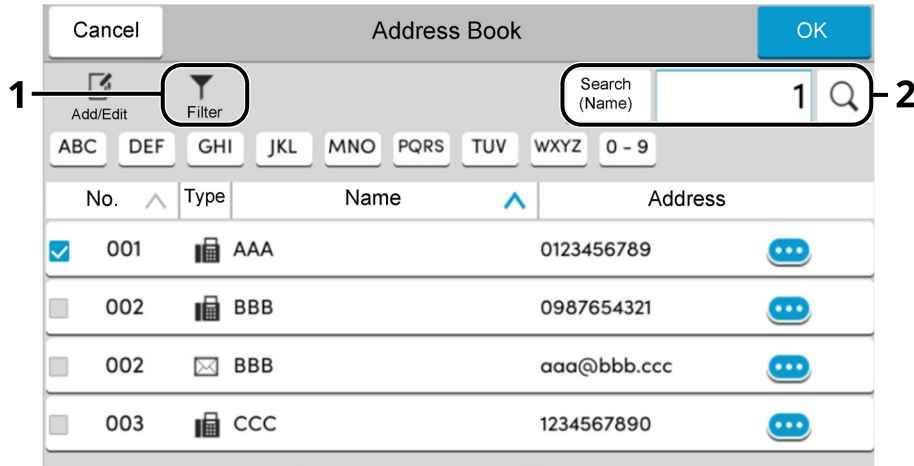 Cancel Address Book OK
1 Add/Edit Filter Search (Name) 1 2
ABC DEF GHI JKL MNO PQRS TUV WXYZ 0 - 9
No. Type Name Address
001 AAA 0123456789
002 BBB 0987654321
002 BBB aaa@bbb.ccc
003 CCC 1234567890